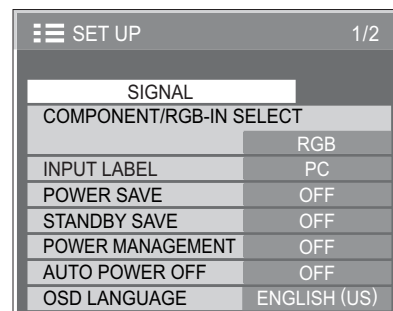 SET UP 1/2
SIGNAL
COMPONENT/RGB-IN SELECT
RGB
INPUT LABEL PC
POWER SAVE OFF
STANDBY SAVE OFF
POWER MANAGEMENT OFF
AUTO POWER OFF OFF
OSD LANGUAGE ENGLISH (US)